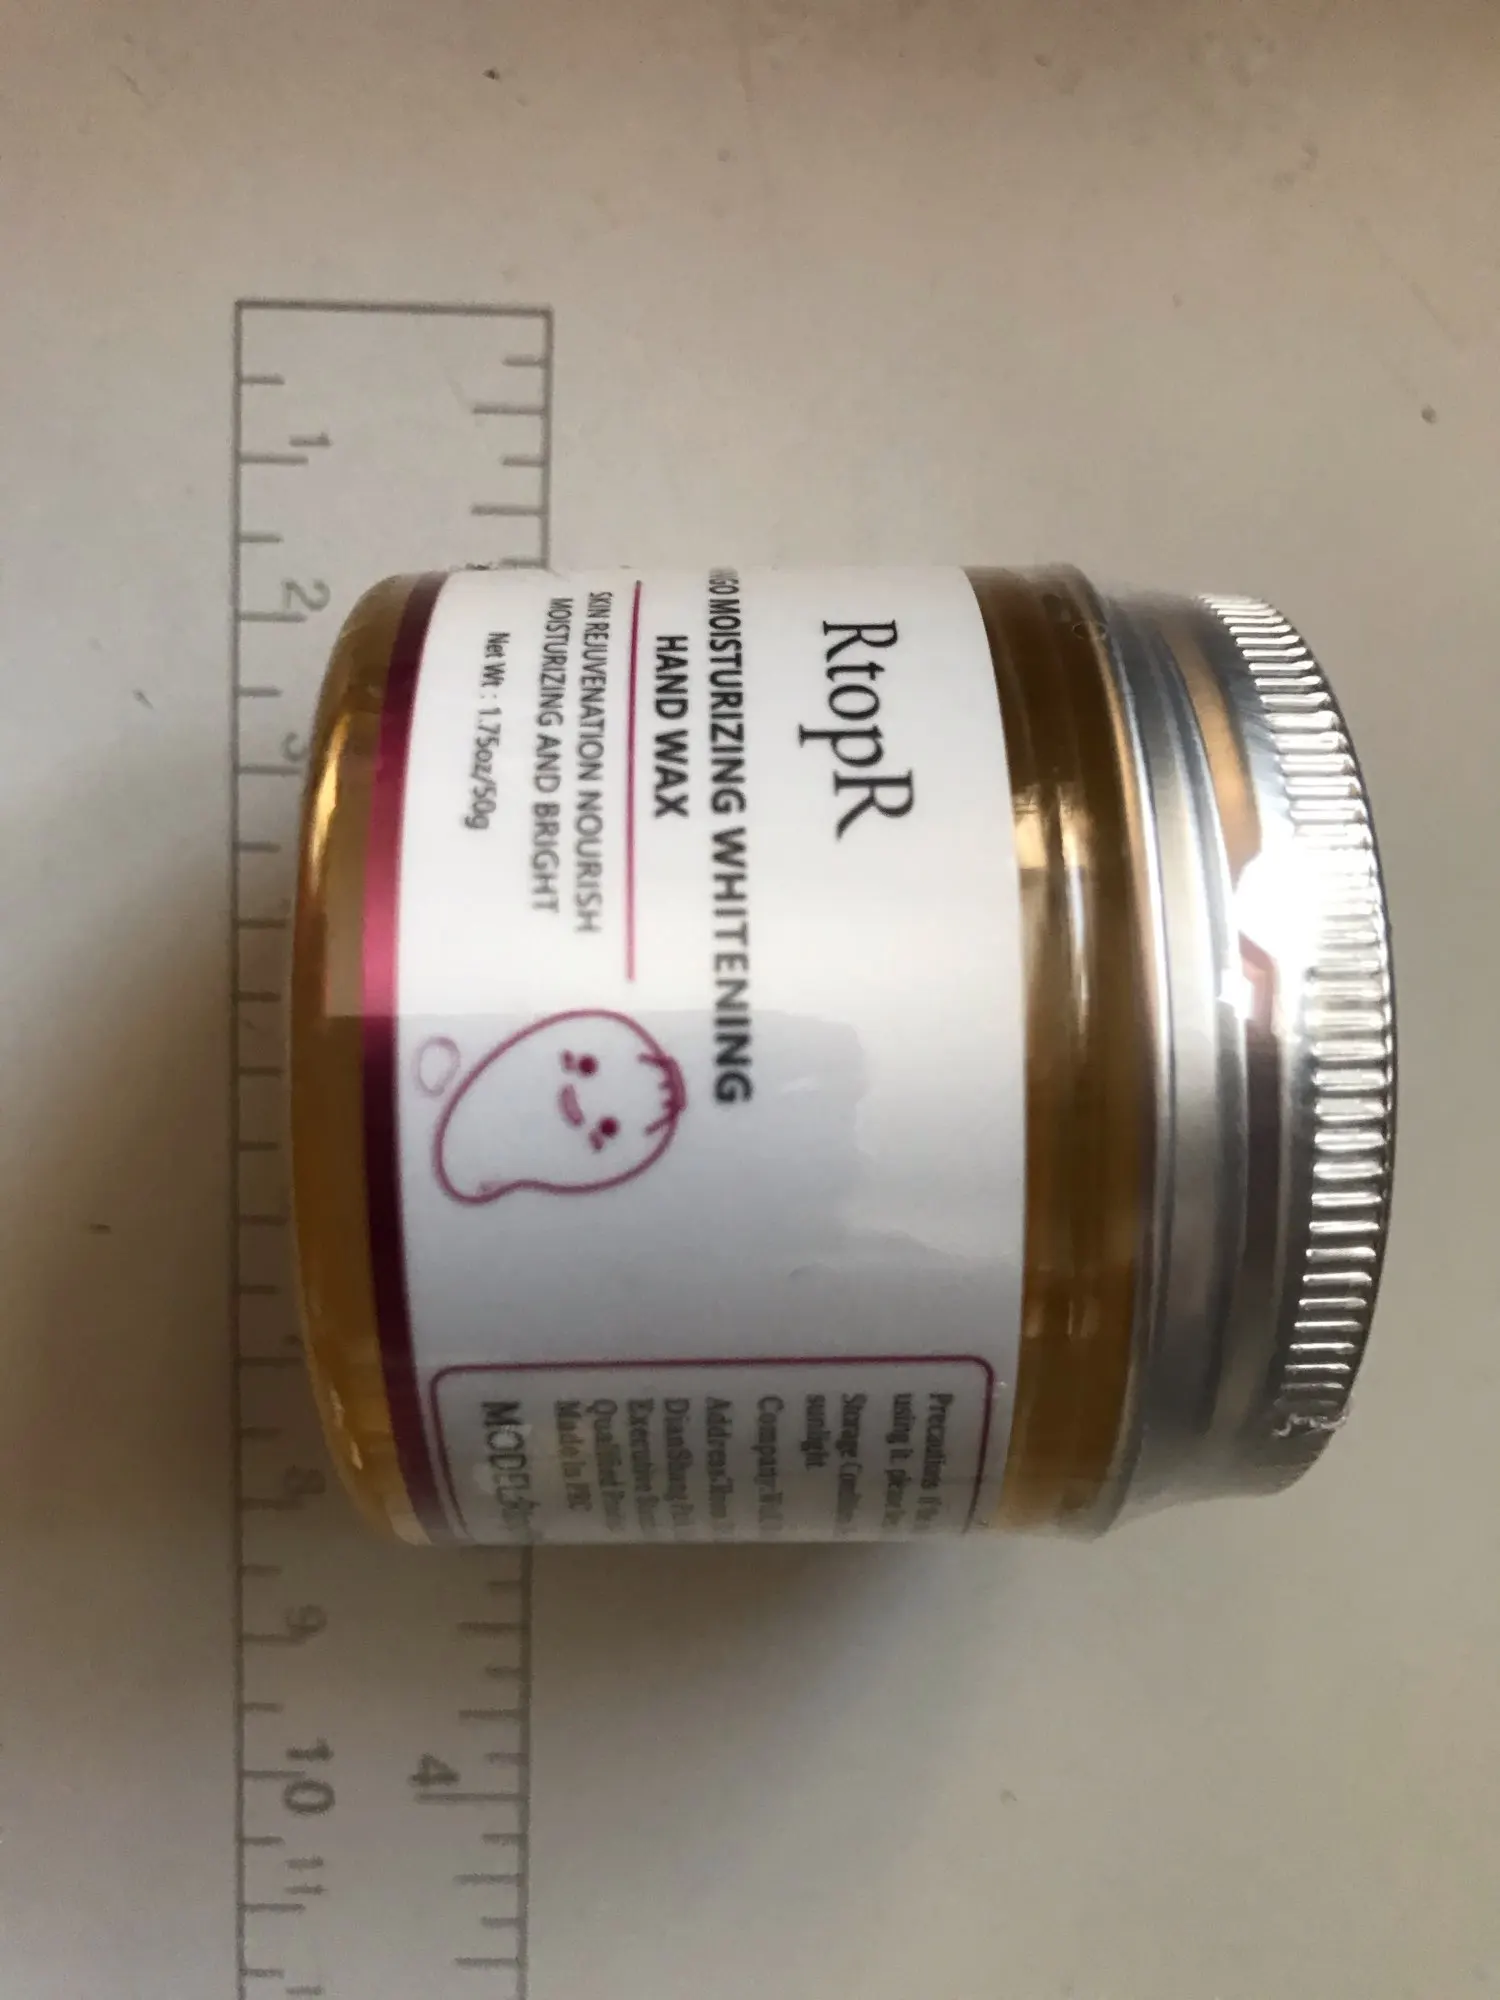 RtopR
MOISTURIZING WHITENING
HAND WAX
SKIN REJUVENATION NOURISH
MOISTURIZING AND BRIGHT
Net Wt : 1.75oz/50g
Precautions
using it, please
Storage
sunlight
Company:
Address:
DianShang
Executive
Qualified
Made in PRC
1
2
3
8
9
10
11
4